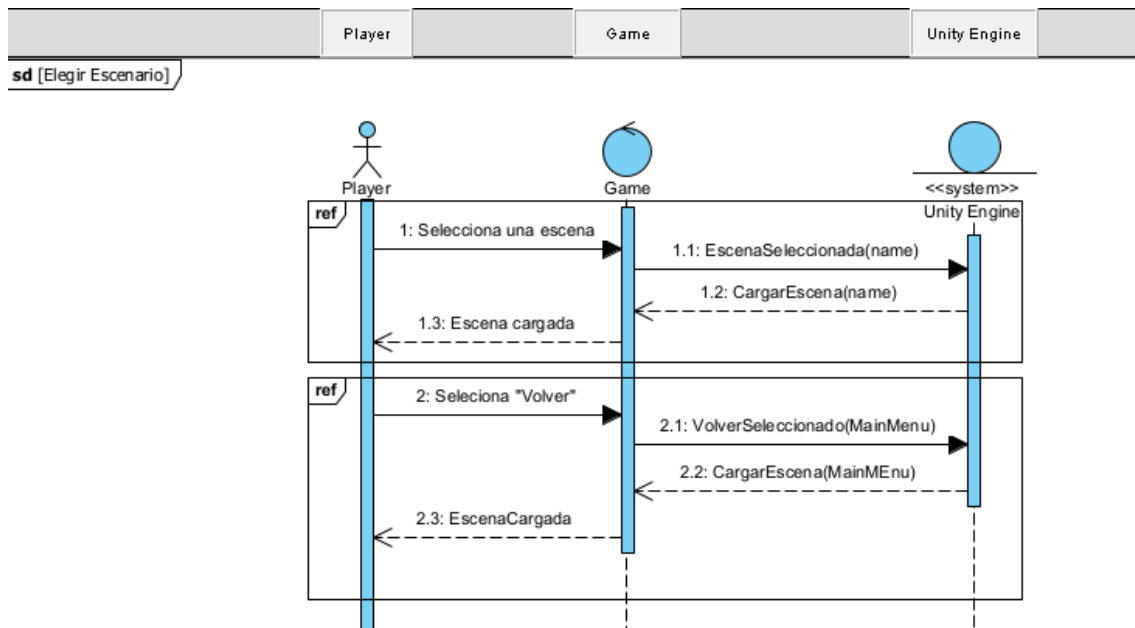 Player
Game
Unity Engine
sd [Elegir Escenario]
Player
Game
<<system>>
Unity Engine
ref
1: Selecciona una escena
1.1: EscenaSeleccionada(name)
1.2: CargarEscena(name)
1.3: Escena cargada
ref
2: Seleciona "Volver"
2.1: VolverSeleccionado(MainMenu)
2.2: CargarEscena(MainMEnu)
2.3: EscenaCargada